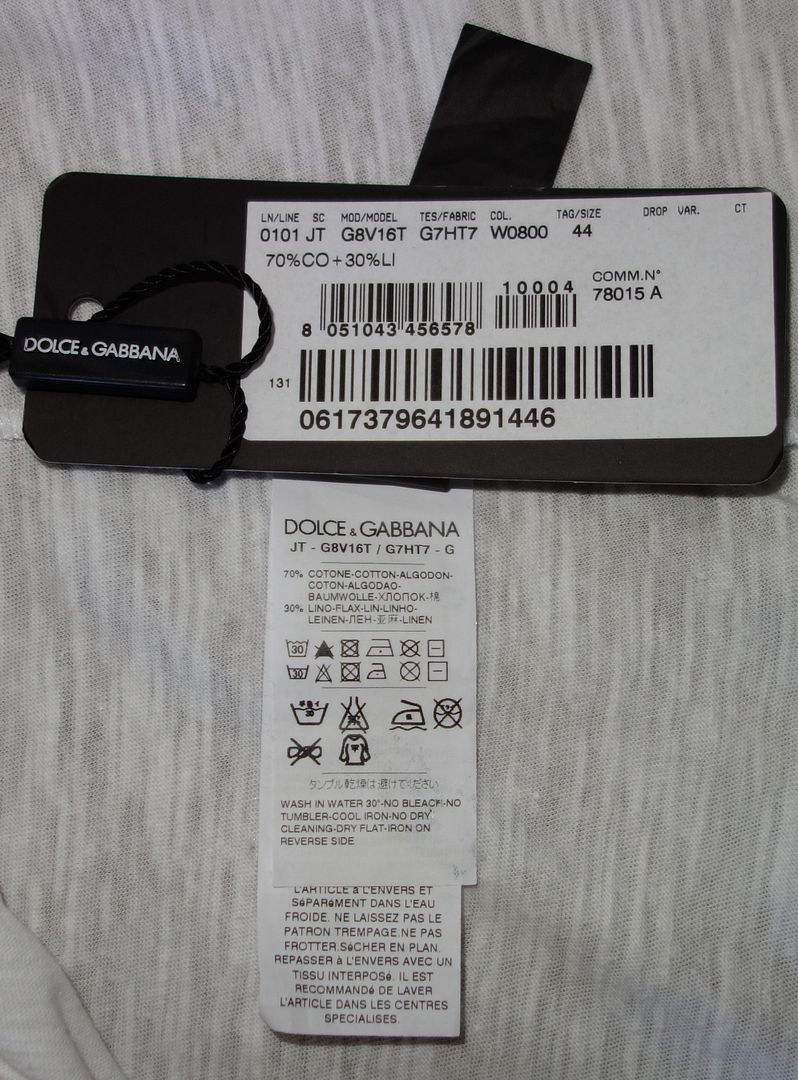 LN/LINE SC MOD/MODEL TES/FABRIC COL. TAG/SIZE DROP VAR. CT
0101 JT G8V16T G7HT7 W0800 44
70%CO+30%LI
COMM.N°
78015 A
10004
8 051043 456578
131
0617379641891446
DOLCE & GABBANA
DOLCE & GABBANA
JT - G8V16T / G7HT7 - G
70% COTONE-COTTON-ALGODON-
COTON-ALGODAO-
BAUMWOLLE-ХЛОПОК-棉
30% LINO-FLAX-LIN-LINHO-
LEINEN-ЛЕН-亚麻-LINEN
30
30
30
タンブル乾燥は避けてください
WASH IN WATER 30°-NO BLEACH-NO
TUMBLER-COOL IRON-NO DRY
CLEANING-DRY FLAT-IRON ON
REVERSE SIDE
L'ARTICLE à L'ENVERS ET
SéPARéMENT DANS L'EAU
FROIDE. NE LAISSEZ PAS LE
PATRON TREMPAGE.NE PAS
FROTTER.SéCHER EN PLAN.
REPASSER à L'ENVERS AVEC UN
TISSU INTERPOSé. IL EST
RECOMMANDé DE LAVER
L'ARTICLE DANS LES CENTRES
SPECIALISES.